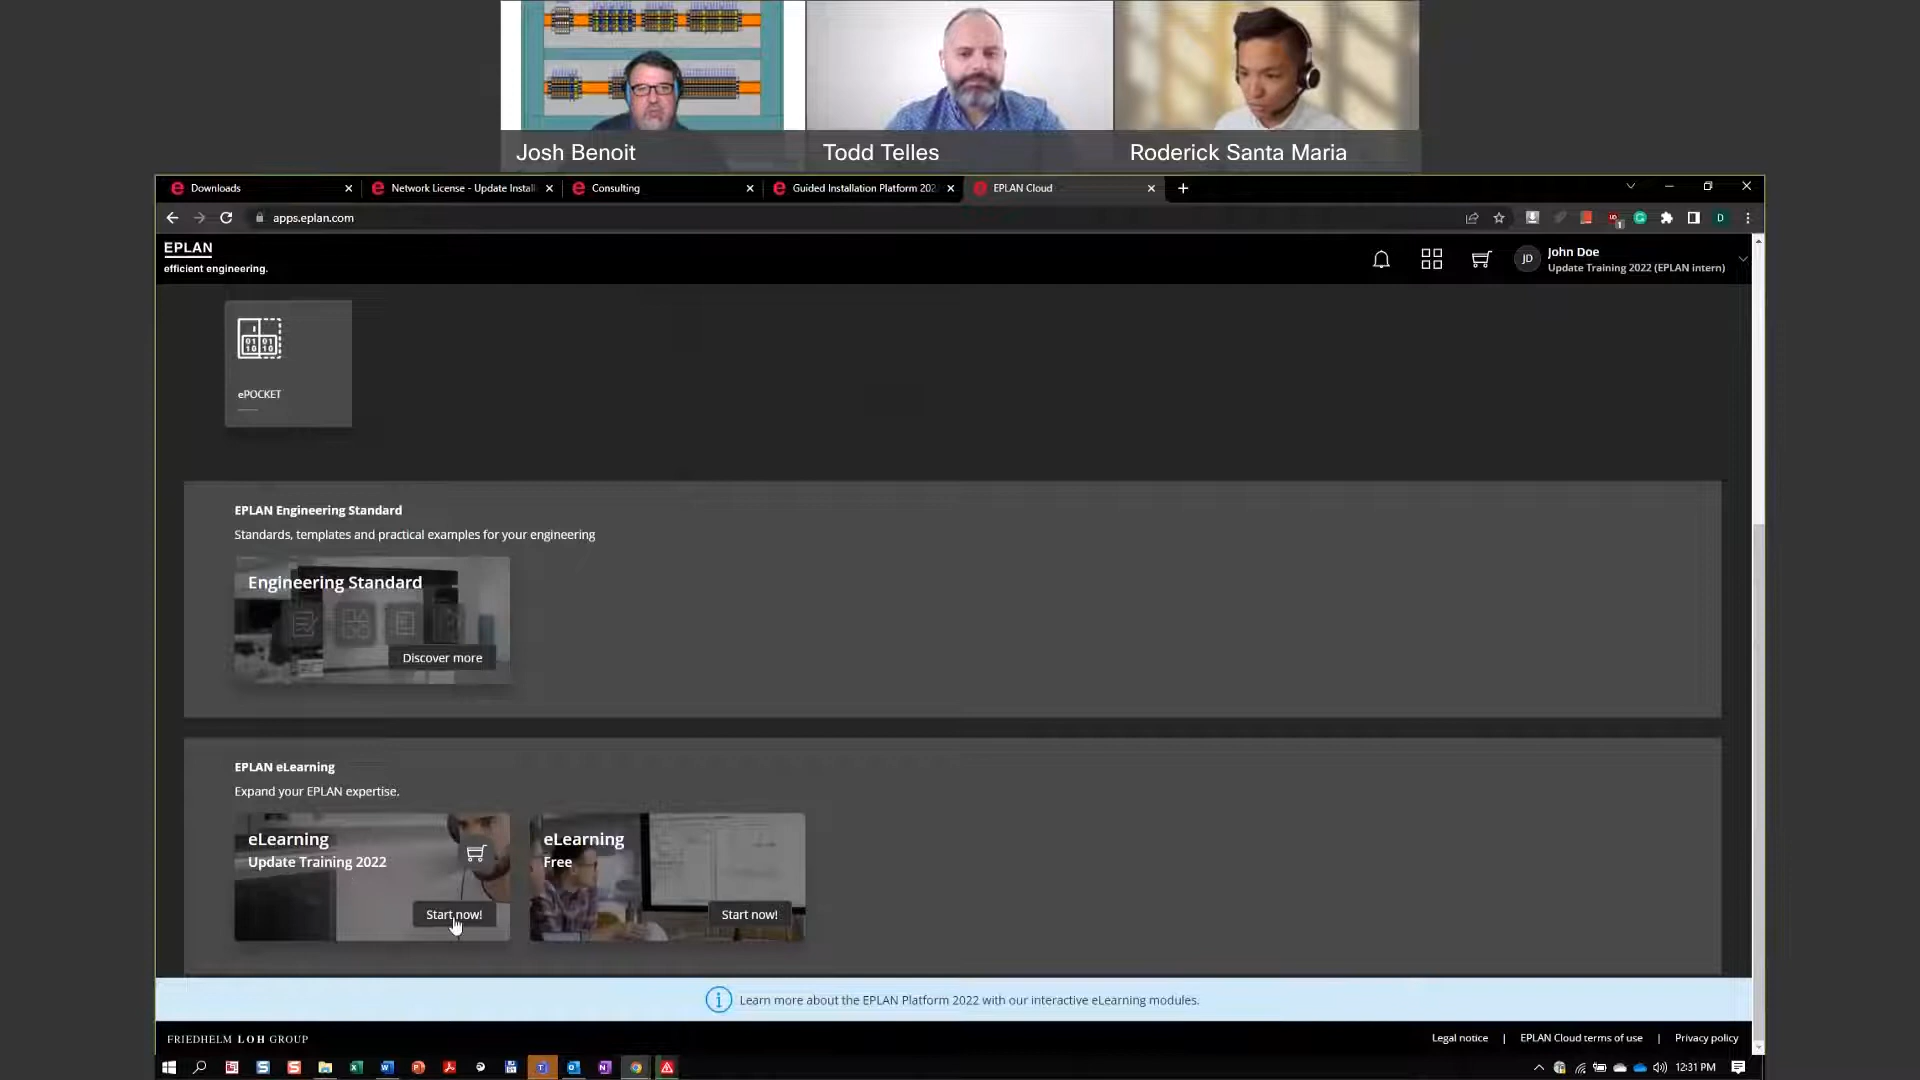 Josh Benoit
Todd Telles
Roderick Santa Maria
Downloads
Network License - Update Instal
Consulting
Guided Installation Platform 202
EPLAN Cloud
apps.eplan.com
D
EPLAN
efficient engineering.
JD
John Doe
Update Training 2022 (EPLAN intern)
ePOCKET
EPLAN Engineering Standard
Standards, templates and practical examples for your engineering
Engineering Standard
Discover more
EPLAN eLearning
Expand your EPLAN expertise.
eLearning
Update Training 2022
Start now!
eLearning
Free
Start now!
Learn more about the EPLAN Platform 2022 with our interactive eLearning modules.
FRIEDHELM LOH GROUP
Legal notice | EPLAN Cloud terms of use | Privacy policy
12:31 PM